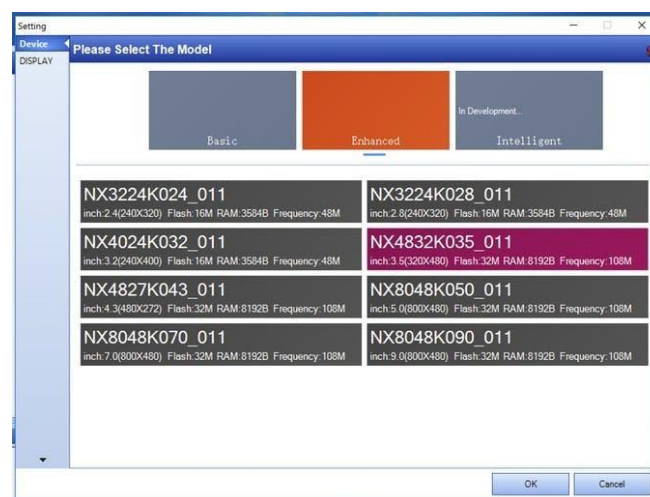 Setting
Device
DISPLAY
Please Select The Model
Basic
Enhanced
In Development...
Intelligent
NX3224K024_011
inch:2.4(240X320) Flash:16M RAM:3584B Frequency:48M
NX3224K028_011
inch:2.8(240X320) Flash:16M RAM:3584B Frequency:48M
NX4024K032_011
inch:3.2(240X400) Flash:16M RAM:3584B Frequency:48M
NX4832K035_011
inch:3.5(320X480) Flash:32M RAM:8192B Frequency:108M
NX4827K043_011
inch:4.3(480X272) Flash:32M RAM:8192B Frequency:108M
NX8048K050_011
inch:5.0(800X480) Flash:32M RAM:8192B Frequency:108M
NX8048K070_011
inch:7.0(800X480) Flash:32M RAM:8192B Frequency:108M
NX8048K090_011
inch:9.0(800X480) Flash:32M RAM:8192B Frequency:108M
OK
Cancel